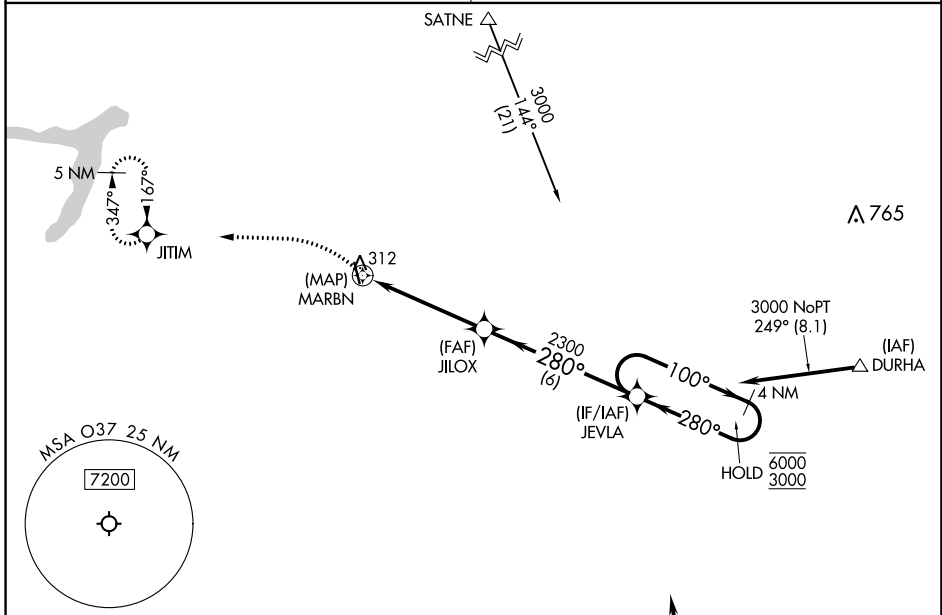 SATNE
3000
144°
(21)
5 NM
347°
167°
JITIM
765
312
(MAP)
MARBN
3000 NoPT
249° (8.1)
(IAF)
DURHA
(FAF)
JILOX
2300
280°
(6)
100°
4 NM
(IF/IAF)
JEVLA
280°
HOLD
6000
3000
MSA O37 25 NM
7200